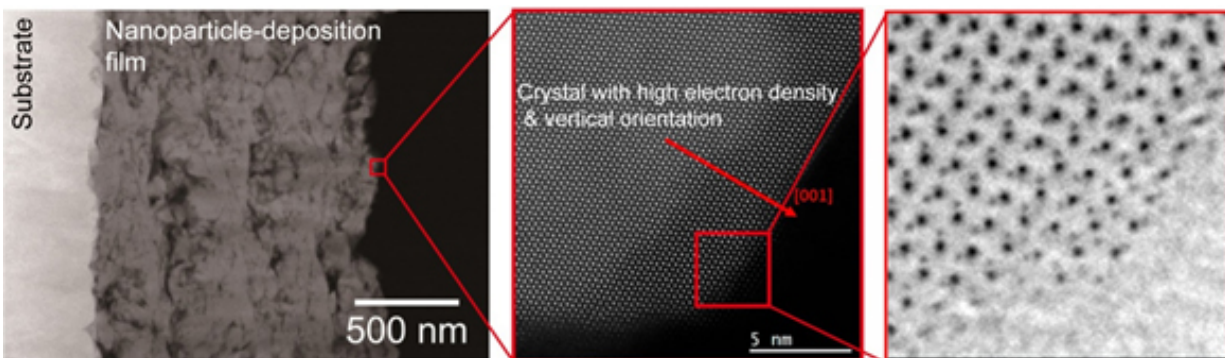 Substrate
Nanoparticle-deposition
film
500 nm
Crystal with high electron density
& vertical orientation
[001]
5 nm